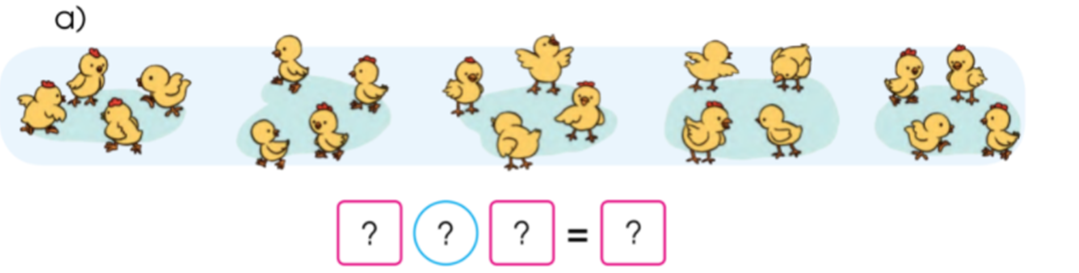 a)
? ? ? = ?